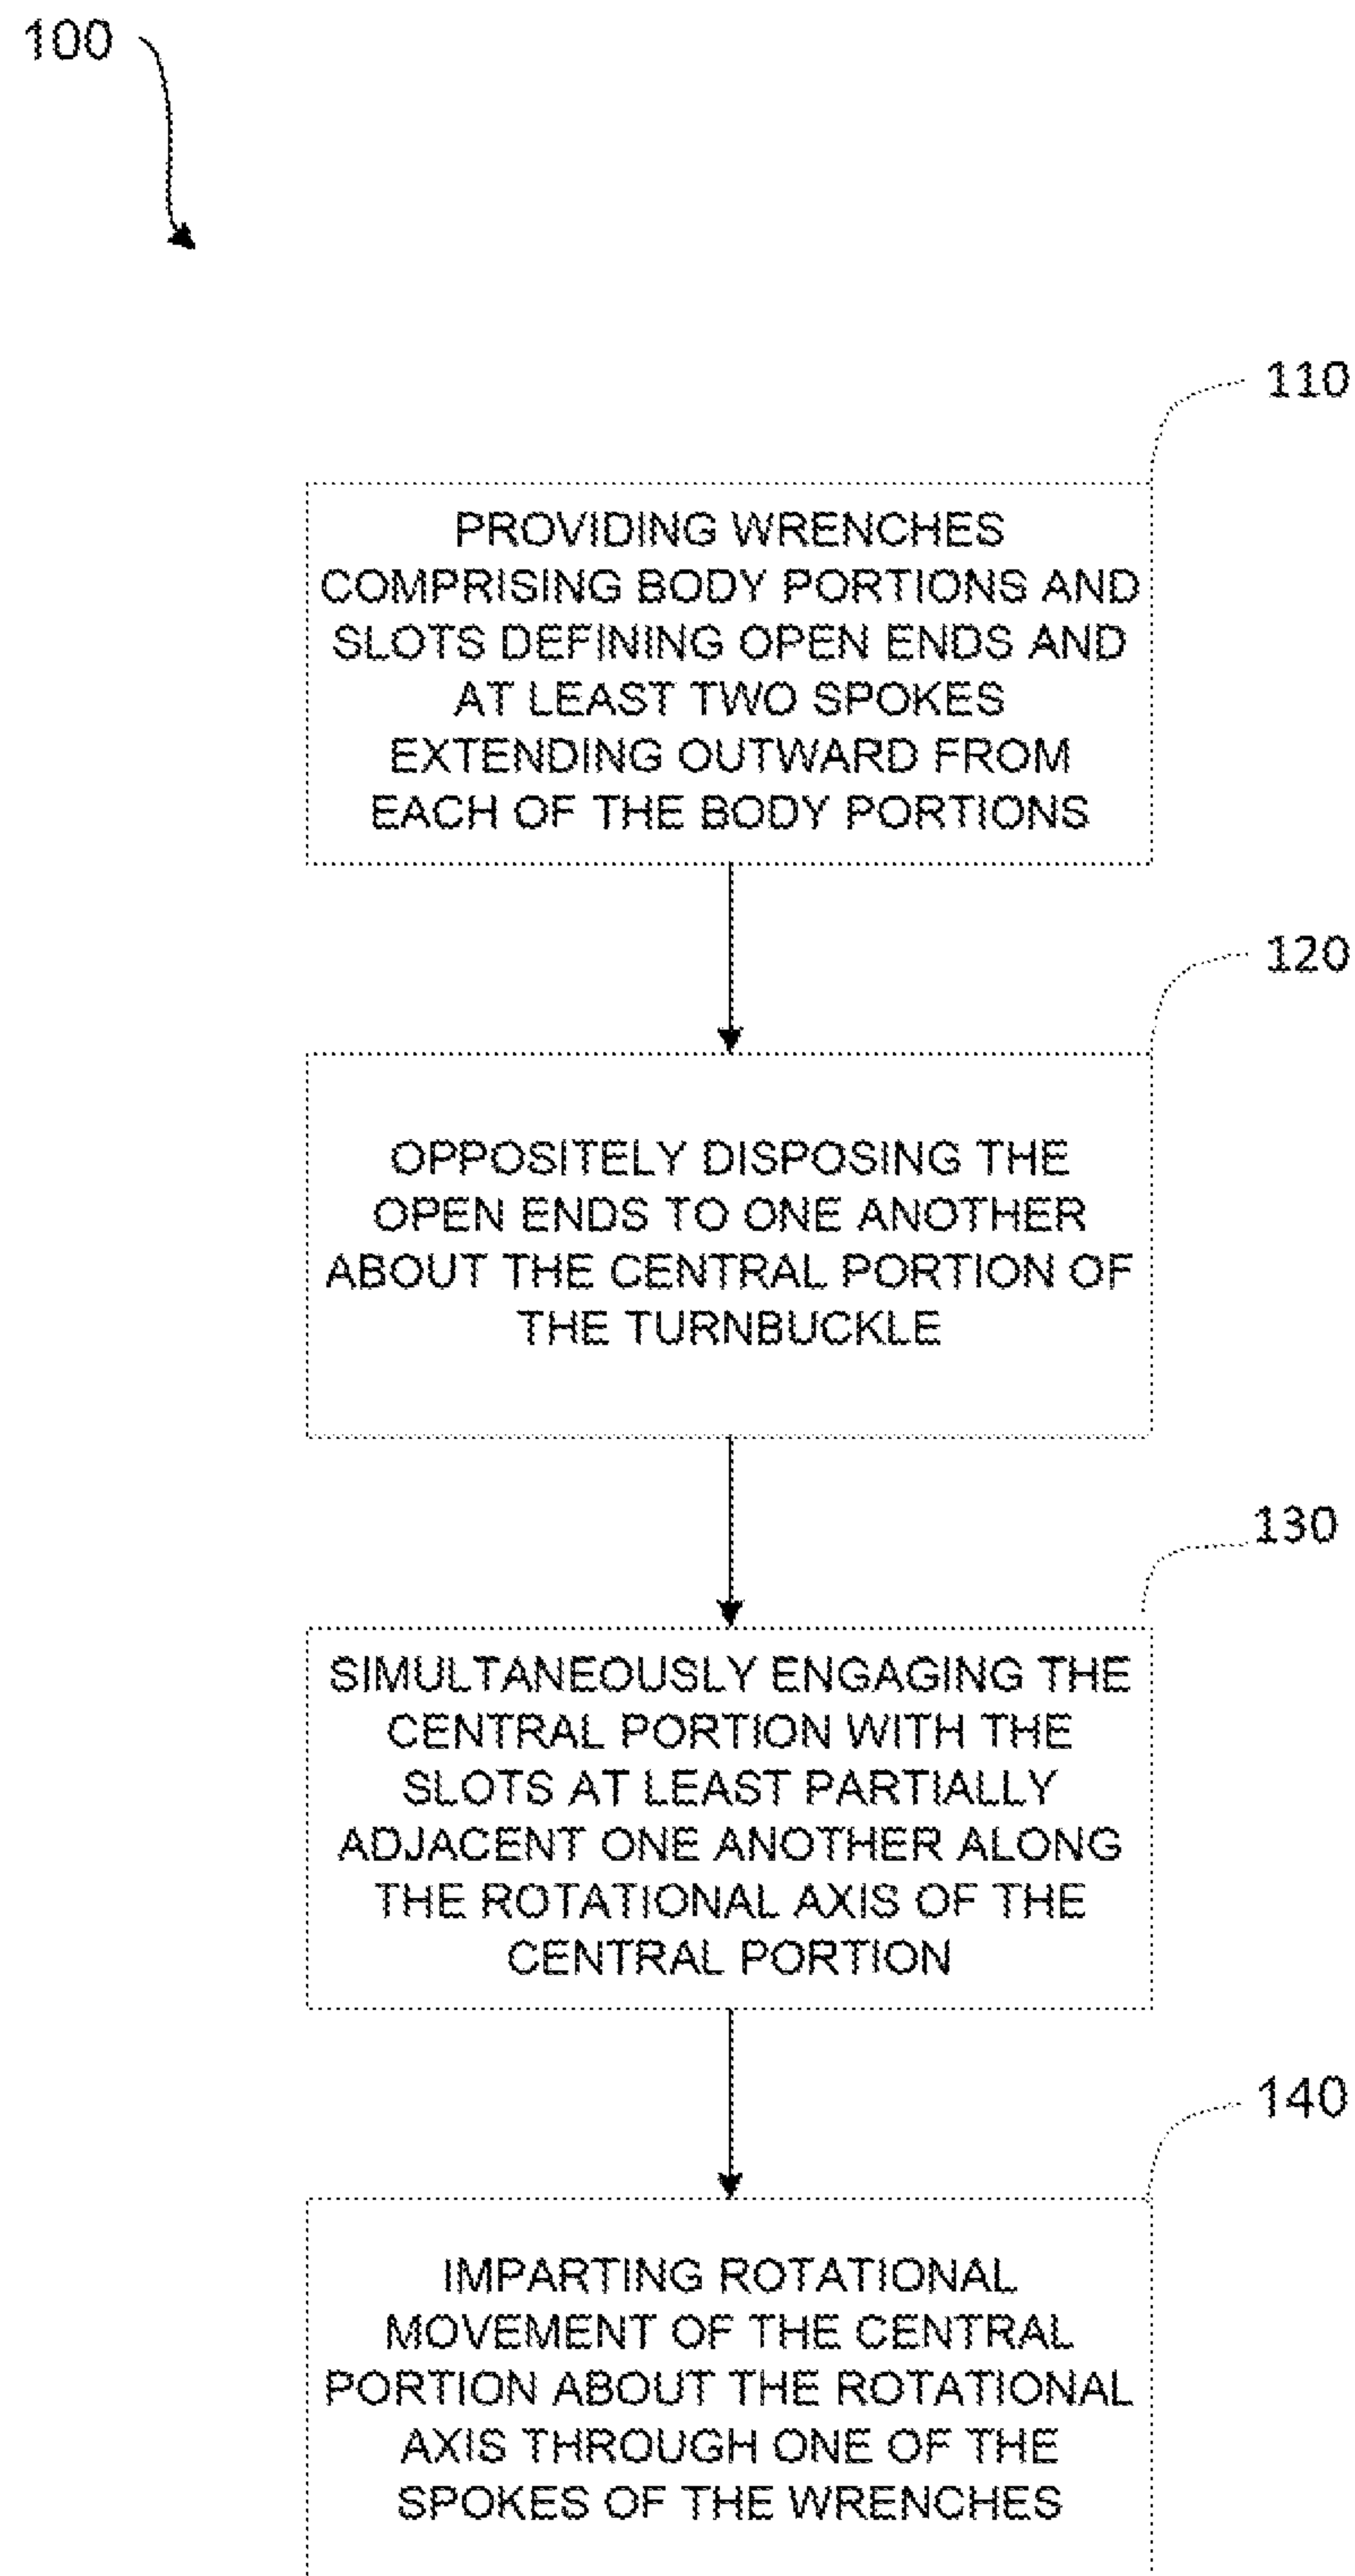 100
110
PROVIDING WRENCHES
COMPRISING BODY PORTIONS AND
SLOTS DEFINING OPEN ENDS AND
AT LEAST TWO SPOKES
EXTENDING OUTWARD FROM
EACH OF THE BODY PORTIONS
120
OPPOSITELY DISPOSING THE
OPEN ENDS TO ONE ANOTHER
ABOUT THE CENTRAL PORTION OF
THE TURNBUCKLE
130
SIMULTANEOUSLY ENGAGING THE
CENTRAL PORTION WITH THE
SLOTS AT LEAST PARTIALLY
ADJACENT ONE ANOTHER ALONG
THE ROTATIONAL AXIS OF THE
CENTRAL PORTION
140
IMPARTING ROTATIONAL
MOVEMENT OF THE CENTRAL
PORTION ABOUT THE ROTATIONAL
AXIS THROUGH ONE OF THE
SPOKES OF THE WRENCHES